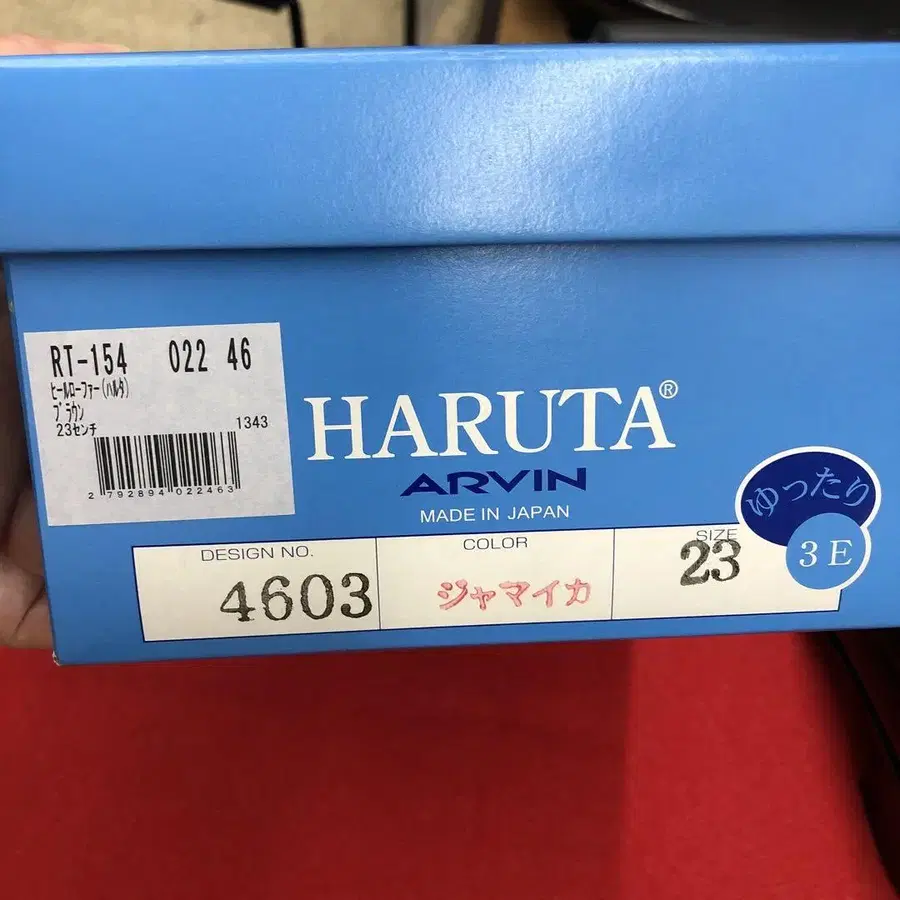 RT-154 022 46
ﾋｰﾙﾛｰﾌｧｰ(ﾊﾙﾀ)
ﾌﾞﾗｳﾝ
23ｾﾝﾁ
1343
2 792894 022463
HARUTA®
ARVIN
MADE IN JAPAN
ゆったり
3E
DESIGN NO.
4603
COLOR
ジャマイカ
SIZE
23